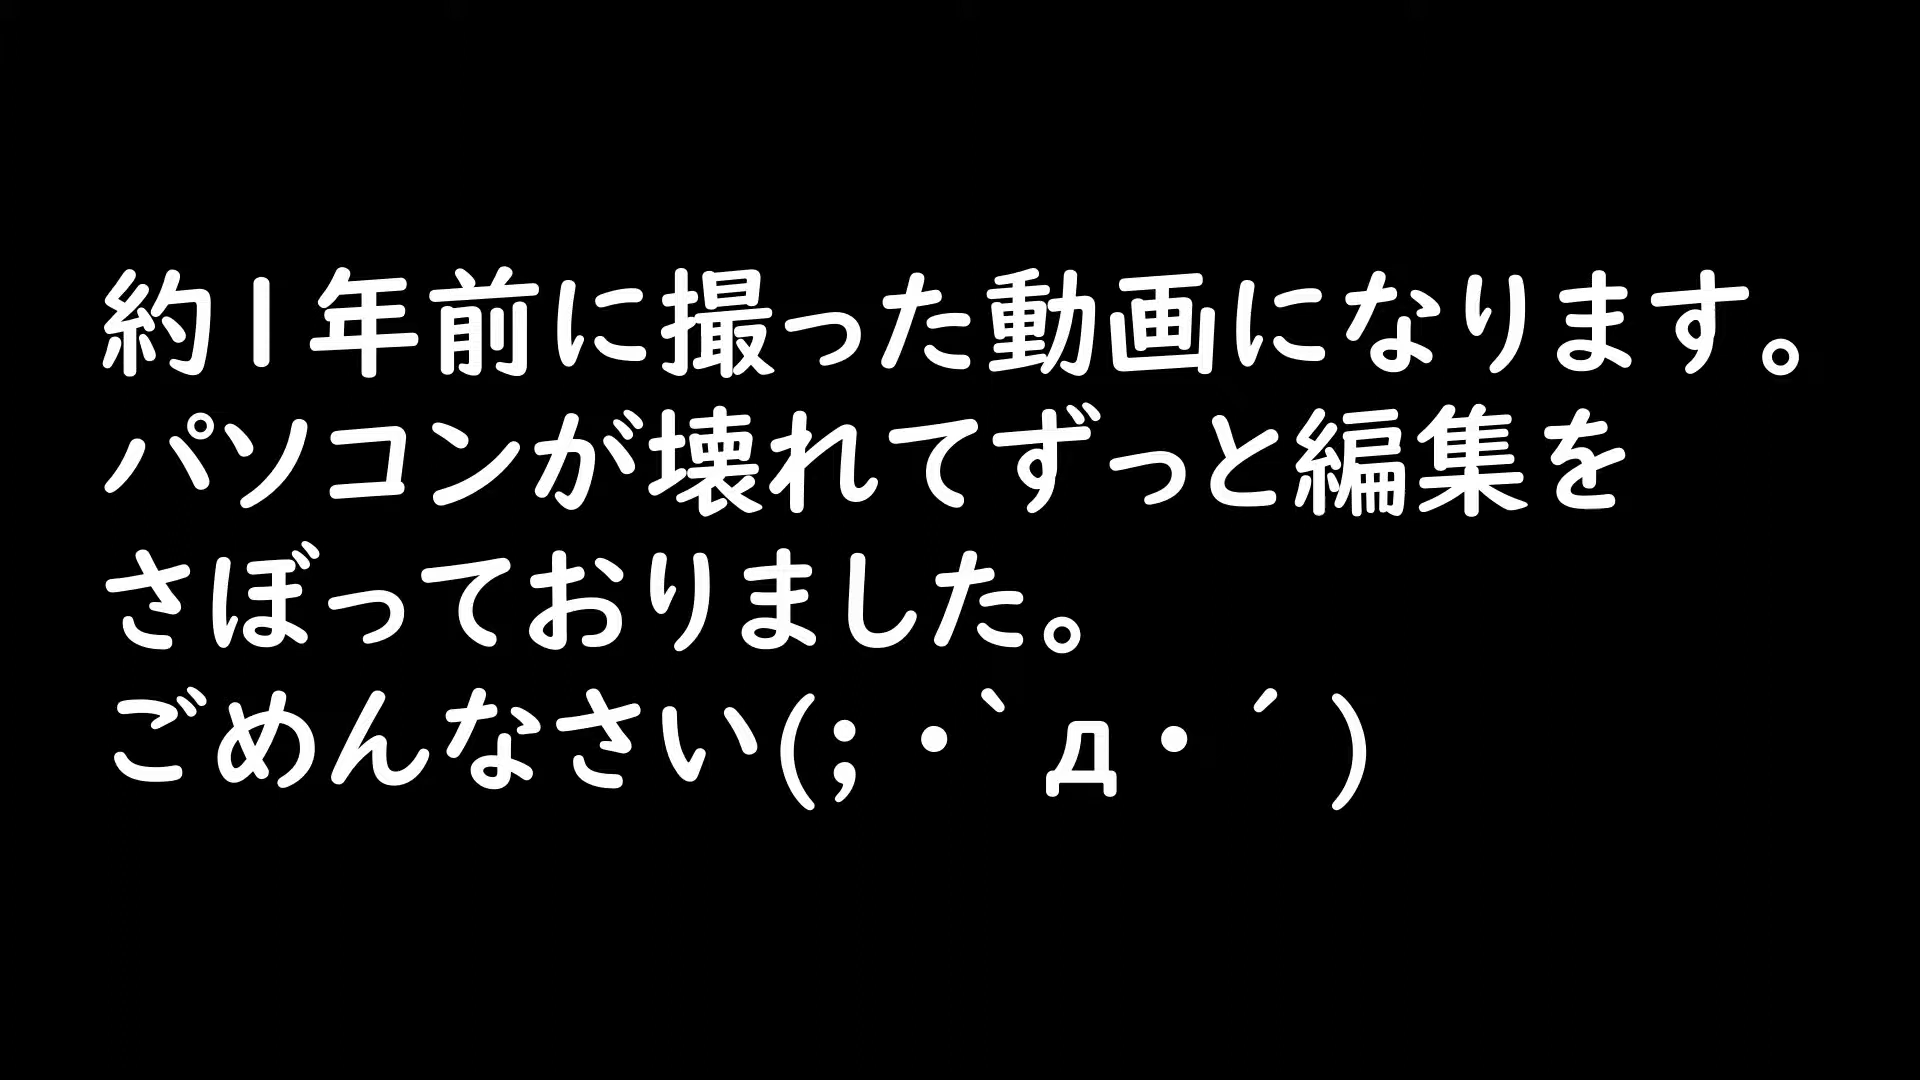 約1年前に撮った動画になります。
パソコンが壊れてずっと編集を
さぼっておりました。
ごめんなさい(;・`д・´)